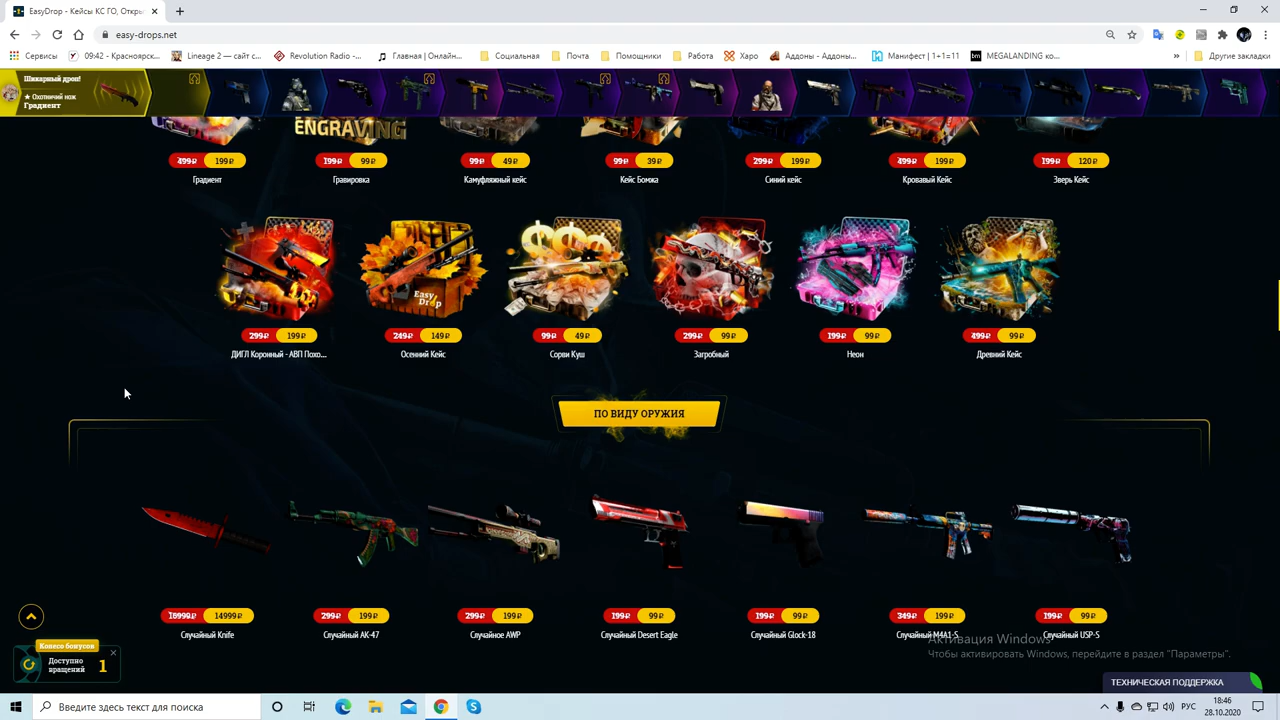 EasyDrop - Кейсы КС ГО, Откры
easy-drops.net
Сервисы
09:42 - Красноярск...
Lineage 2 — сайт с...
Revolution Radio -...
Главная | Онлайн...
Социальная
Почта
Помощники
Работа
Харо
Аддоны - Аддоны...
Манифест | 1+1=11
MEGALANDING ко...
»
Другие закладки
Шикарный дроп!
★ Охотничий нож
Градиент
ENGRAVING
499₽ 199₽
199₽ 99₽
99₽ 49₽
99₽ 39₽
299₽ 199₽
499₽ 199₽
199₽ 120₽
Градиент
Гравировка
Камуфляжный кейс
Кейс Бомжа
Синий кейс
Кровавый Кейс
Зверь Кейс
Easy Drop
299₽ 199₽
249₽ 149₽
99₽ 49₽
299₽ 99₽
199₽ 99₽
499₽ 99₽
ДИГЛ Коронный - АВП Похо...
Осенний Кейс
Сорви Куш
Загробный
Неон
Древний Кейс
ПО ВИДУ ОРУЖИЯ
16999₽ 14999₽
299₽ 199₽
299₽ 199₽
199₽ 99₽
199₽ 99₽
349₽ 199₽
199₽ 99₽
Случайный Knife
Случайный AK-47
Случайное AWP
Случайный Desert Eagle
Случайный Glock-18
Случайный M4A1-S
Случайный USP-S
Колесо бонусов
Доступно
вращений 1
Активация Windows
Чтобы активировать Windows, перейдите в раздел "Параметры".
ТЕХНИЧЕСКАЯ ПОДДЕРЖКА
Введите здесь текст для поиска
РУС
18:46
28.10.2020